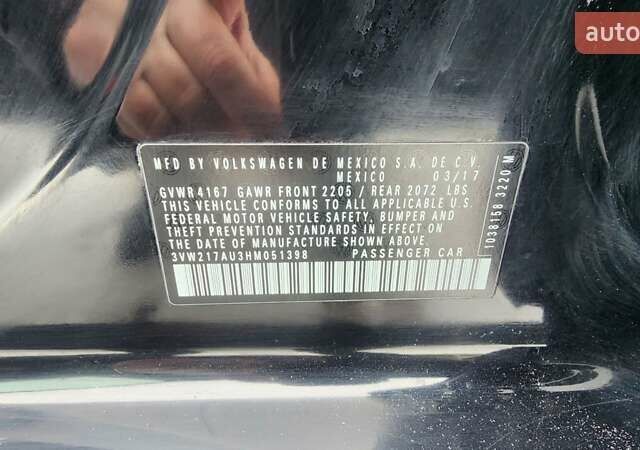 auto
MFD BY VOLKSWAGEN DE MEXICO S.A. DE C.V.
MEXICO 03/17
GVWR 4167 GAWR FRONT 2205 / REAR 2072 LBS
THIS VEHICLE CONFORMS TO ALL APPLICABLE U.S.
FEDERAL MOTOR VEHICLE SAFETY, BUMPER AND
THEFT PREVENTION STANDARDS IN EFFECT ON
THE DATE OF MANUFACTURE SHOWN ABOVE.
3VW217AU3HM051398 PASSENGER CAR
T038158 3220 M